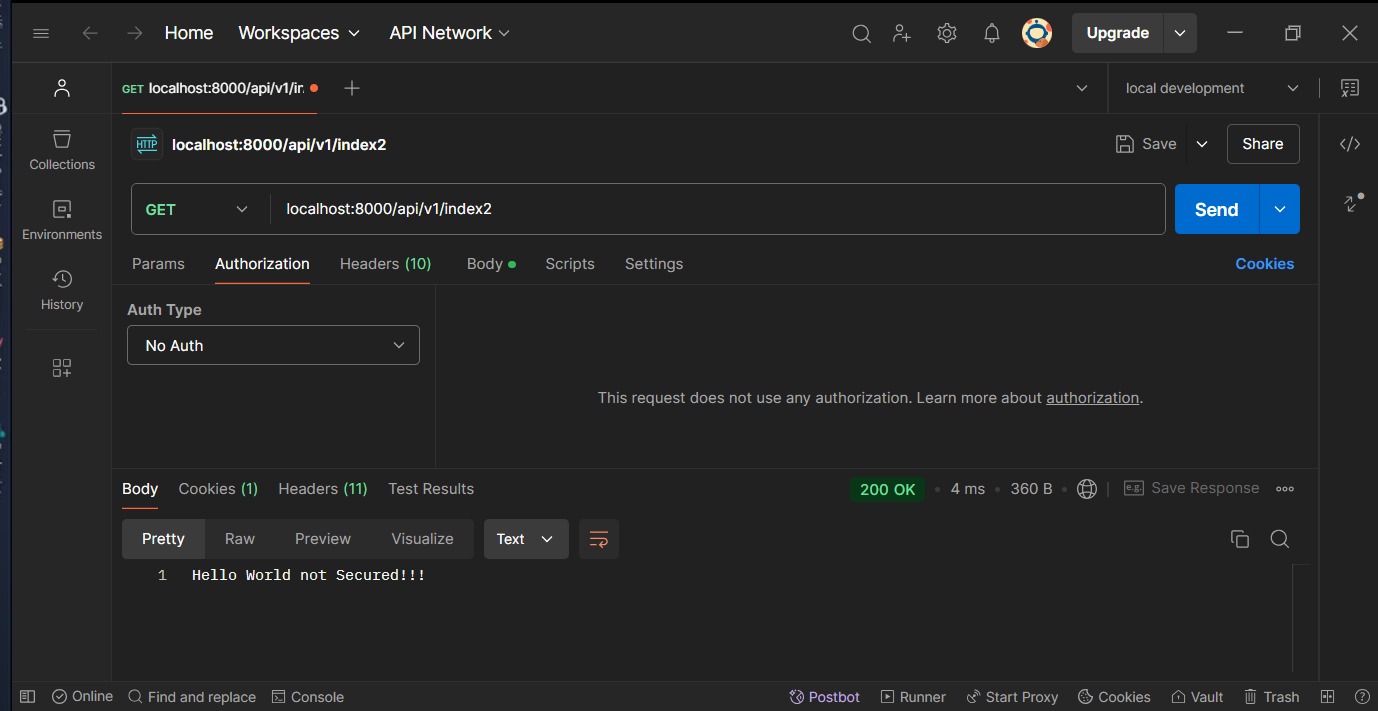 Home Workspaces API Network Upgrade
GET localhost:8000/api/v1/ir local development
HTTP localhost:8000/api/v1/index2 Save Share
Collections
GET localhost:8000/api/v1/index2 Send
Environments
Params Authorization Headers (10) Body Scripts Settings Cookies
History
Auth Type
No Auth
This request does not use any authorization. Learn more about authorization.
Body Cookies (1) Headers (11) Test Results 200 OK 4 ms 360 B e.g. Save Response
Pretty Raw Preview Visualize Text
1 Hello World not Secured!!!
Online Find and replace Console Postbot Runner Start Proxy Cookies Vault Trash